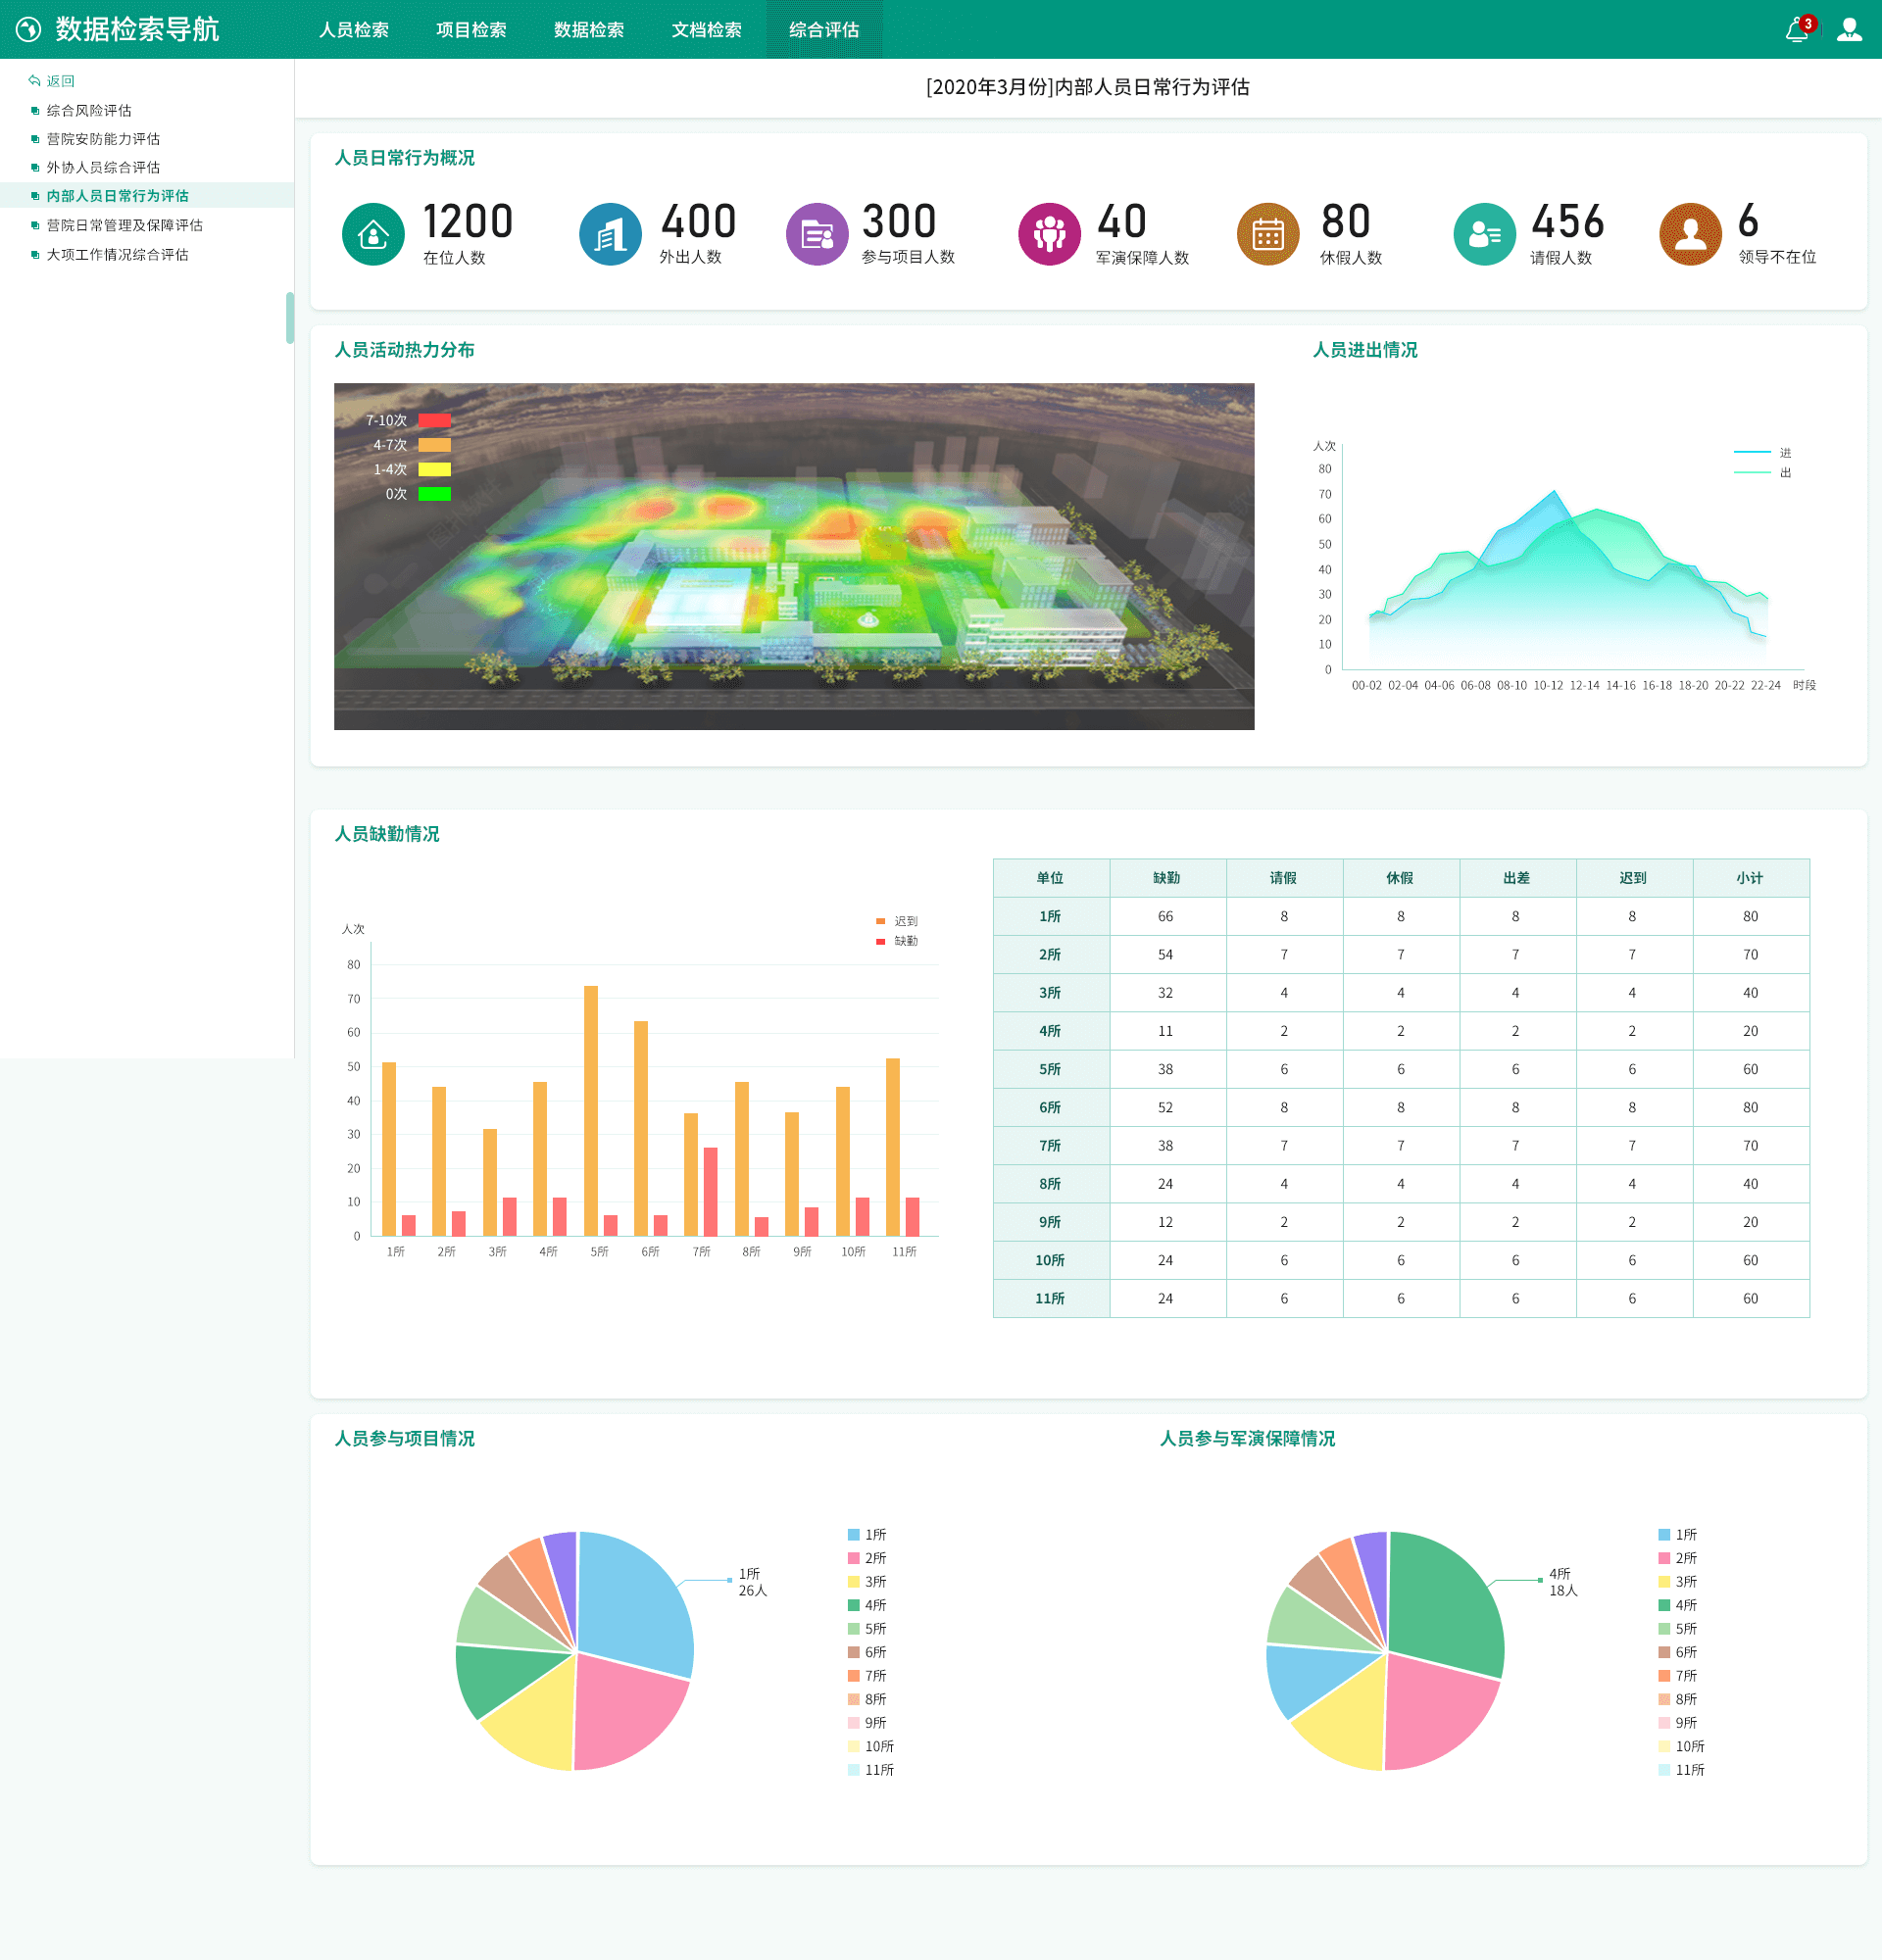 数据检索导航 人员检索 项目检索 数据检索 文档检索 综合评估 3
返回
综合风险评估
营院安防能力评估
外协人员综合评估
内部人员日常行为评估
营院日常管理及保障评估
大项工作情况综合评估
[2020年3月份]内部人员日常行为评估
人员日常行为概况
1200 400 300 40 80 456 6
在位人数 外出人数 参与项目人数 军演保障人数 休假人数 请假人数 领导不在位
人员活动热力分布
7-10次
4-7次
1-4次
0次
人员进出情况
人次
进
出
80
70
60
50
40
30
20
10
0
00-02 02-04 04-06 06-08 08-10 10-12 12-14 14-16 16-18 18-20 20-22 22-24 时段
人员缺勤情况
迟到
缺勤
人次
80
70
60
50
40
30
20
10
0
1所 2所 3所 4所 5所 6所 7所 8所 9所 10所 11所
单位 缺勤 请假 休假 出差 迟到 小计
1所 66 8 8 8 8 80
2所 54 7 7 7 7 70
3所 32 4 4 4 4 40
4所 11 2 2 2 2 20
5所 38 6 6 6 6 60
6所 52 8 8 8 8 80
7所 38 7 7 7 7 70
8所 24 4 4 4 4 40
9所 12 2 2 2 2 20
10所 24 6 6 6 6 60
11所 24 6 6 6 6 60
人员参与项目情况
1所
26人
1所
2所
3所
4所
5所
6所
7所
8所
9所
10所
11所
人员参与军演保障情况
4所
18人
1所
2所
3所
4所
5所
6所
7所
8所
9所
10所
11所